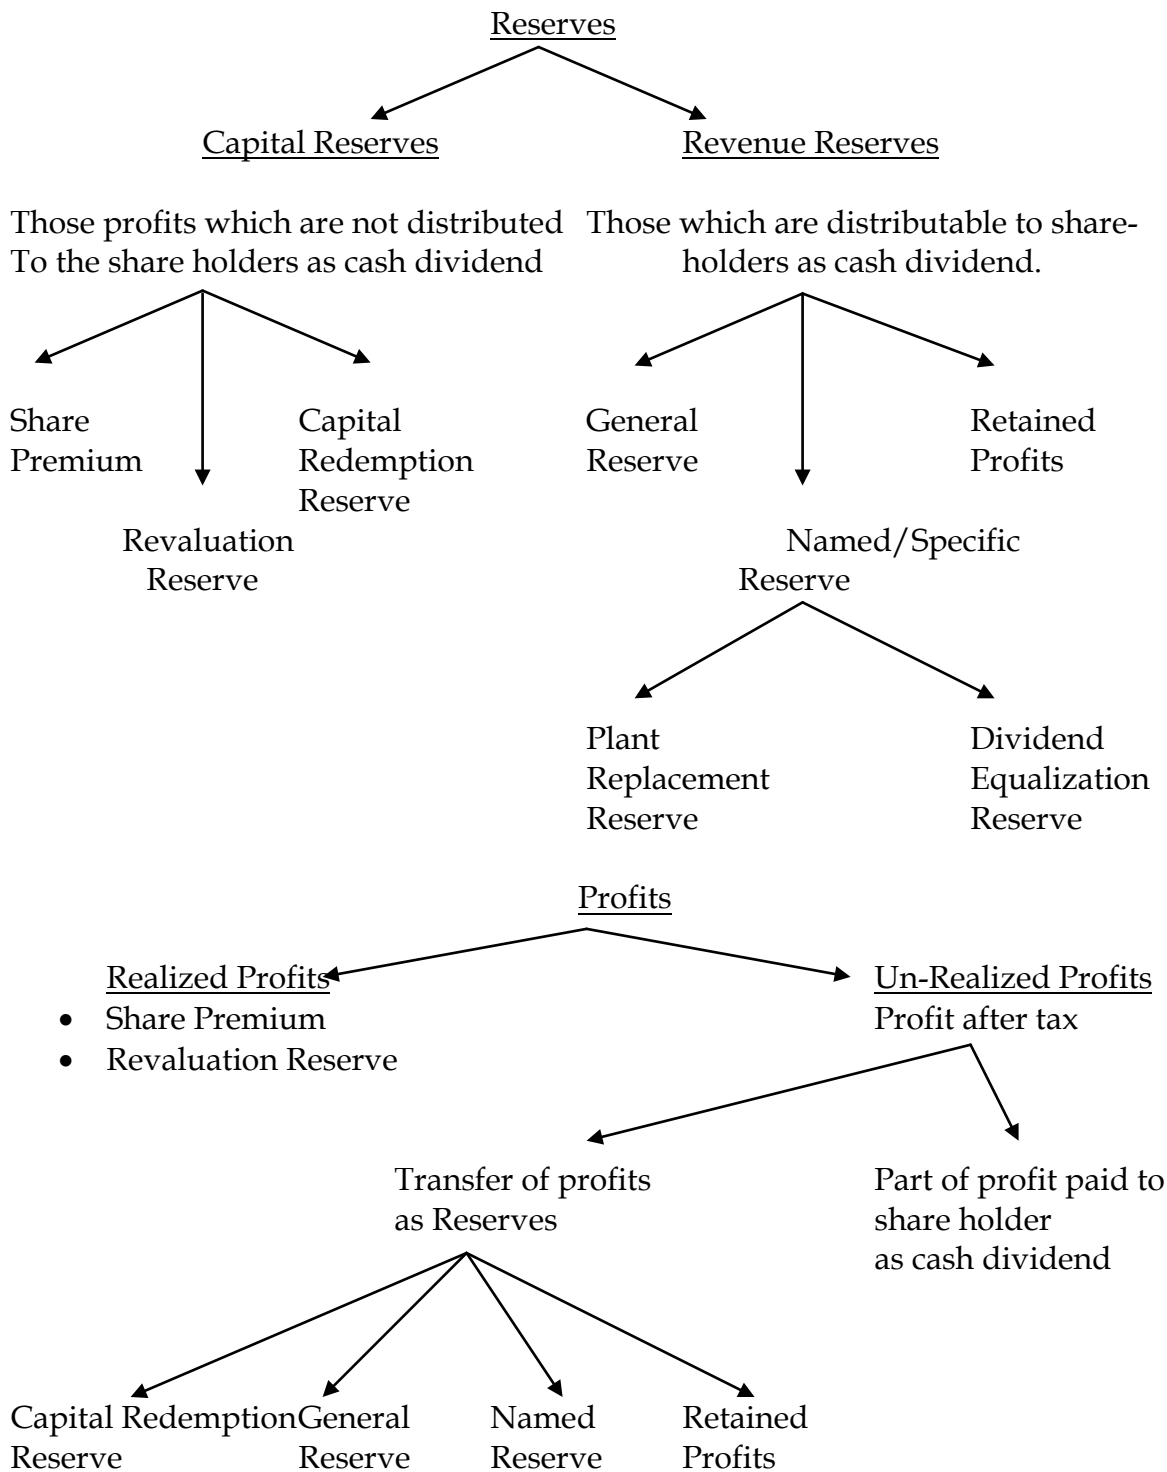 Reserves
Capital Reserves
Revenue Reserves
Those profits which are not distributed
To the share holders as cash dividend
Those which are distributable to share-
holders as cash dividend.
Share
Premium
Capital
Redemption
Reserve
Revaluation
Reserve
General
Reserve
Retained
Profits
Named/Specific
Reserve
Plant
Replacement
Reserve
Dividend
Equalization
Reserve
Profits
Realized Profits
• Share Premium
• Revaluation Reserve
Un-Realized Profits
Profit after tax
Transfer of profits
as Reserves
Part of profit paid to
share holder
as cash dividend
Capital Redemption
Reserve
General
Reserve
Named
Reserve
Retained
Profits